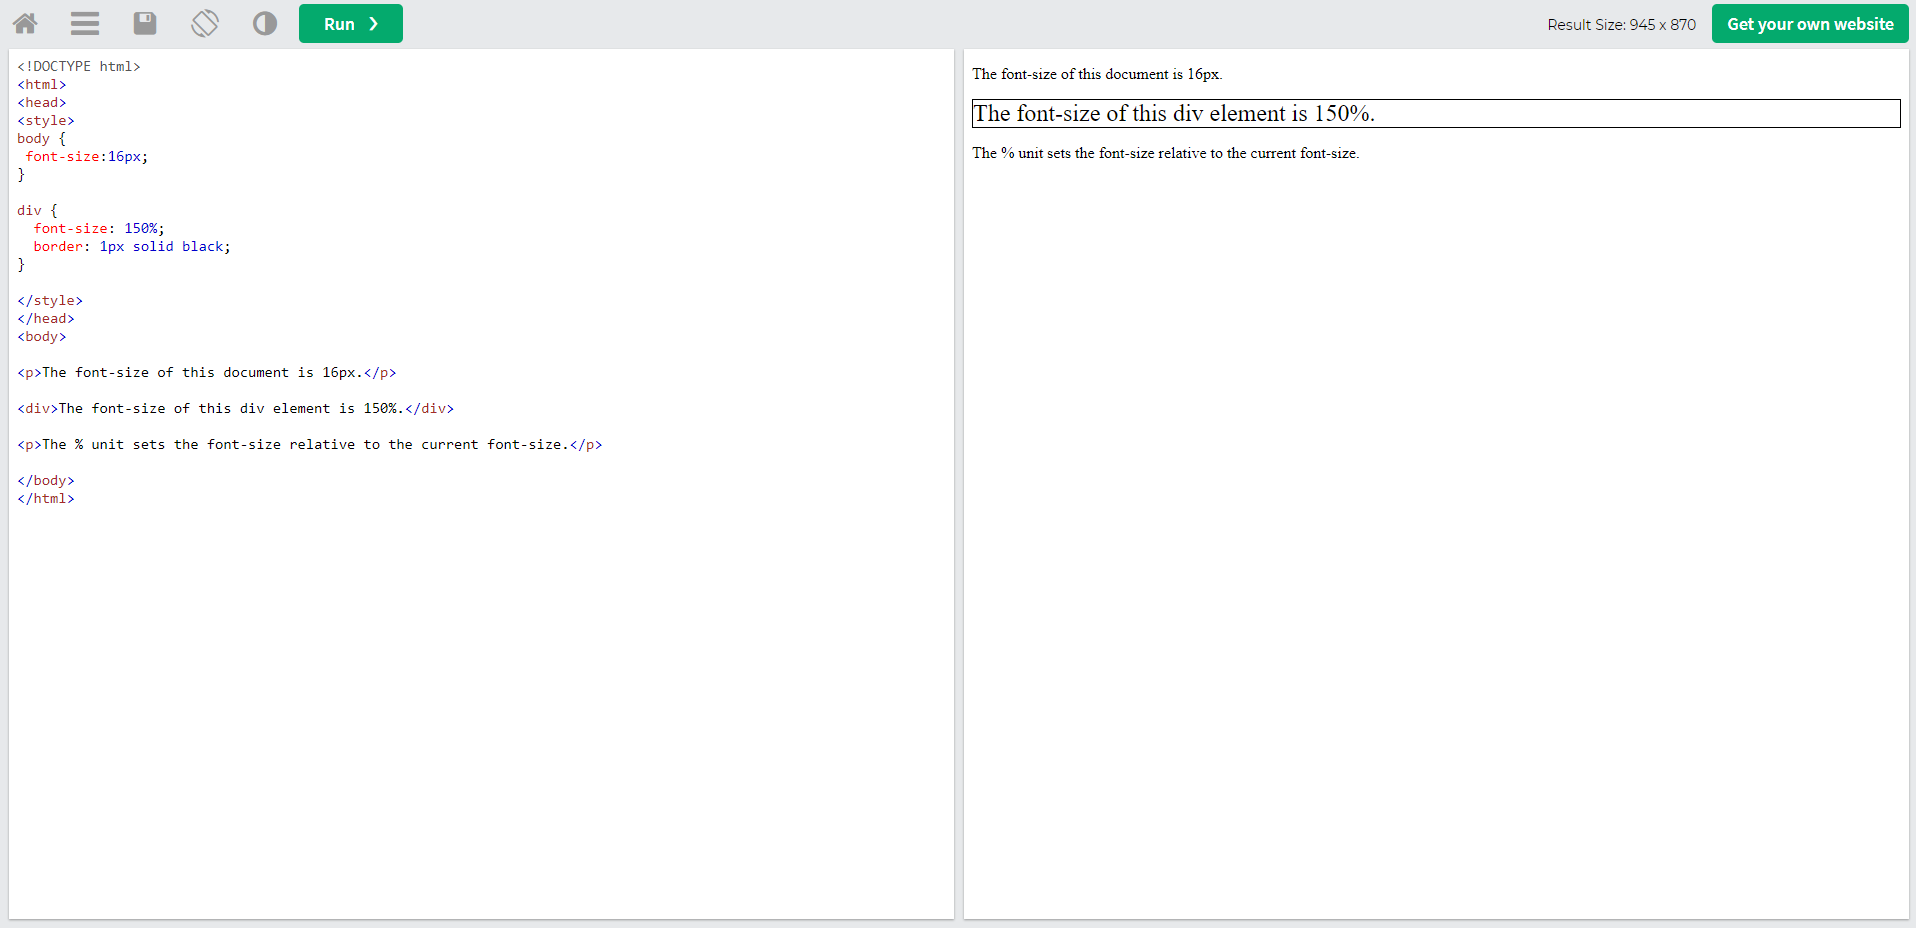 Run ❯
Result Size: 945 x 870
Get your own website
<!DOCTYPE html>
<html>
<head>
<style>
body {
 font-size:16px;
}
div {
  font-size: 150%;
  border: 1px solid black;
}
</style>
</head>
<body>
<p>The font-size of this document is 16px.</p>
<div>The font-size of this div element is 150%.</div>
<p>The % unit sets the font-size relative to the current font-size.</p>
</body>
</html>
The font-size of this document is 16px.
The font-size of this div element is 150%.
The % unit sets the font-size relative to the current font-size.